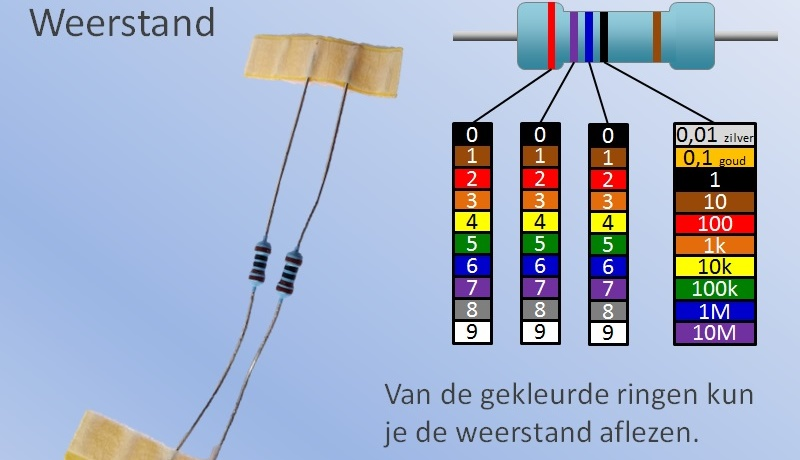 Weerstand
0 0 0 0,01 zilver
1 1 1 0,1 goud
2 2 2 1
3 3 3 10
4 4 4 100
5 5 5 1k
6 6 6 10k
7 7 7 100k
8 8 8 1M
9 9 9 10M
Van de gekleurde ringen kun
je de weerstand aflezen.